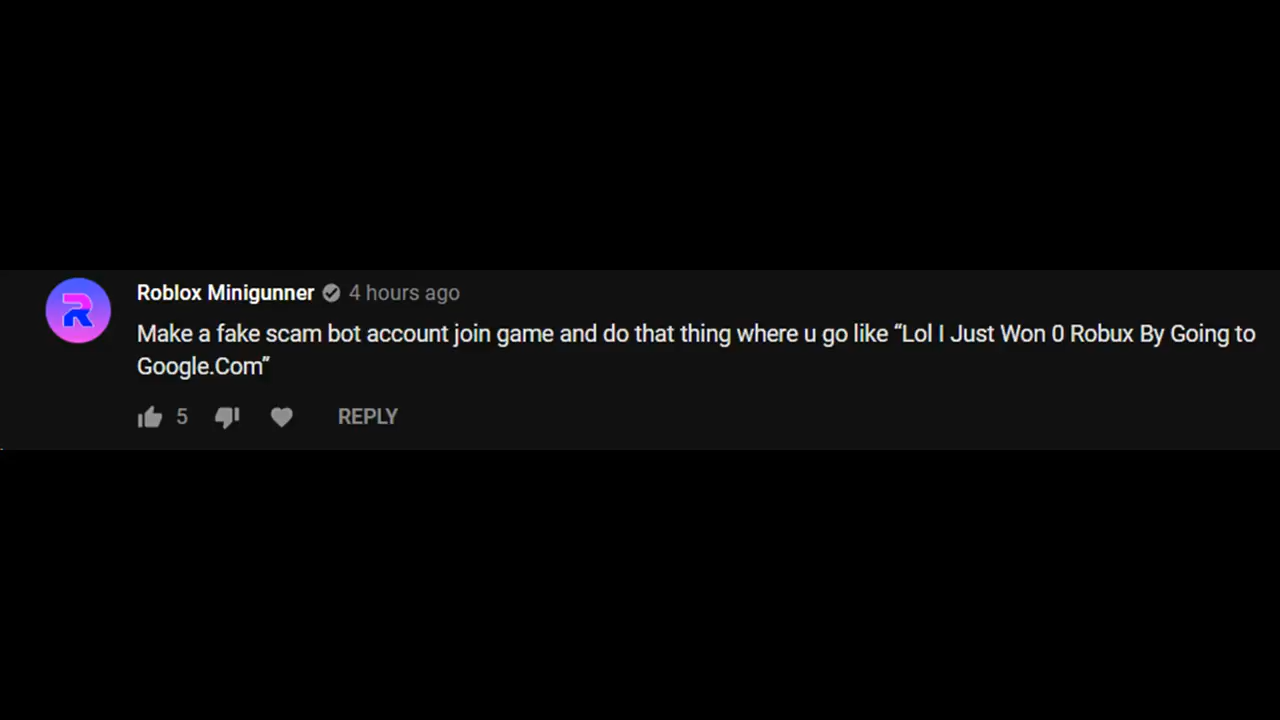 Roblox Minigunner 4 hours ago
Make a fake scam bot account join game and do that thing where u go like “Lol I Just Won 0 Robux By Going to
Google.Com”
5 REPLY